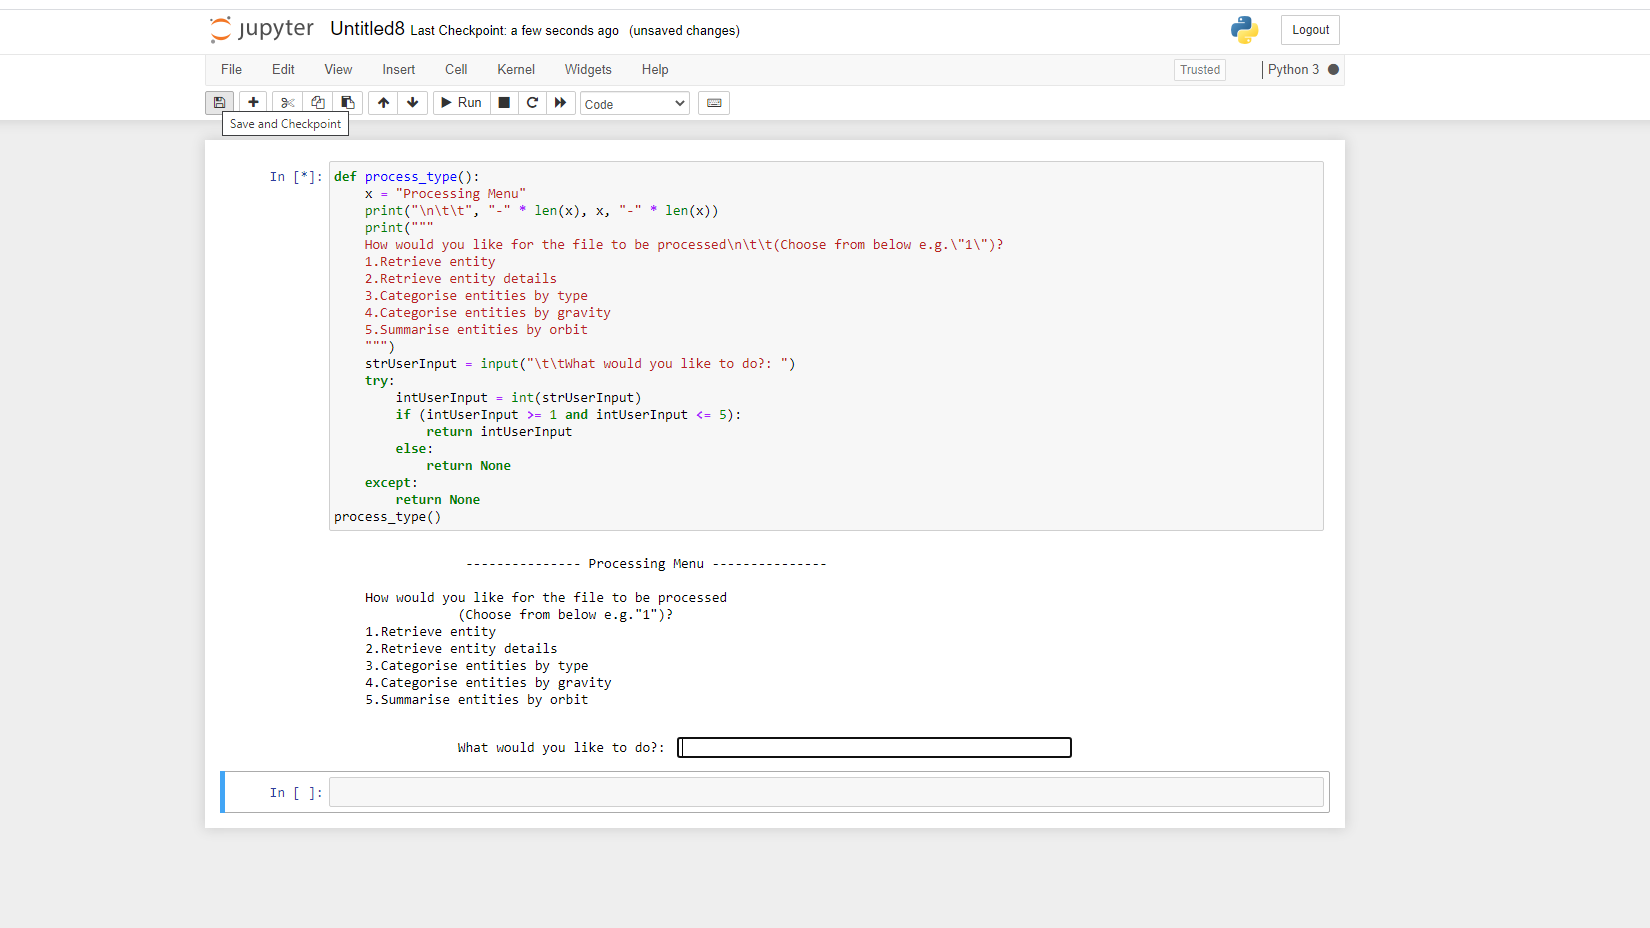 jupyter Untitled8 Last Checkpoint: a few seconds ago (unsaved changes) Logout
File Edit View Insert Cell Kernel Widgets Help Trusted Python 3
Run Code
Save and Checkpoint
In [*]: def process_type():
    x = "Processing Menu"
    print("\n\t\t", "-" * len(x), x, "-" * len(x))
    print("""
    How would you like for the file to be processed\n\t\t(Choose from below e.g.\"1\")?
    1.Retrieve entity
    2.Retrieve entity details
    3.Categorise entities by type
    4.Categorise entities by gravity
    5.Summarise entities by orbit
    """)
    strUserInput = input("\t\tWhat would you like to do?: ")
    try:
        intUserInput = int(strUserInput)
        if (intUserInput >= 1 and intUserInput <= 5):
            return intUserInput
        else:
            return None
    except:
        return None
process_type()
--------------- Processing Menu ---------------
How would you like for the file to be processed
(Choose from below e.g."1")?
1.Retrieve entity
2.Retrieve entity details
3.Categorise entities by type
4.Categorise entities by gravity
5.Summarise entities by orbit
What would you like to do?:
In [ ]: